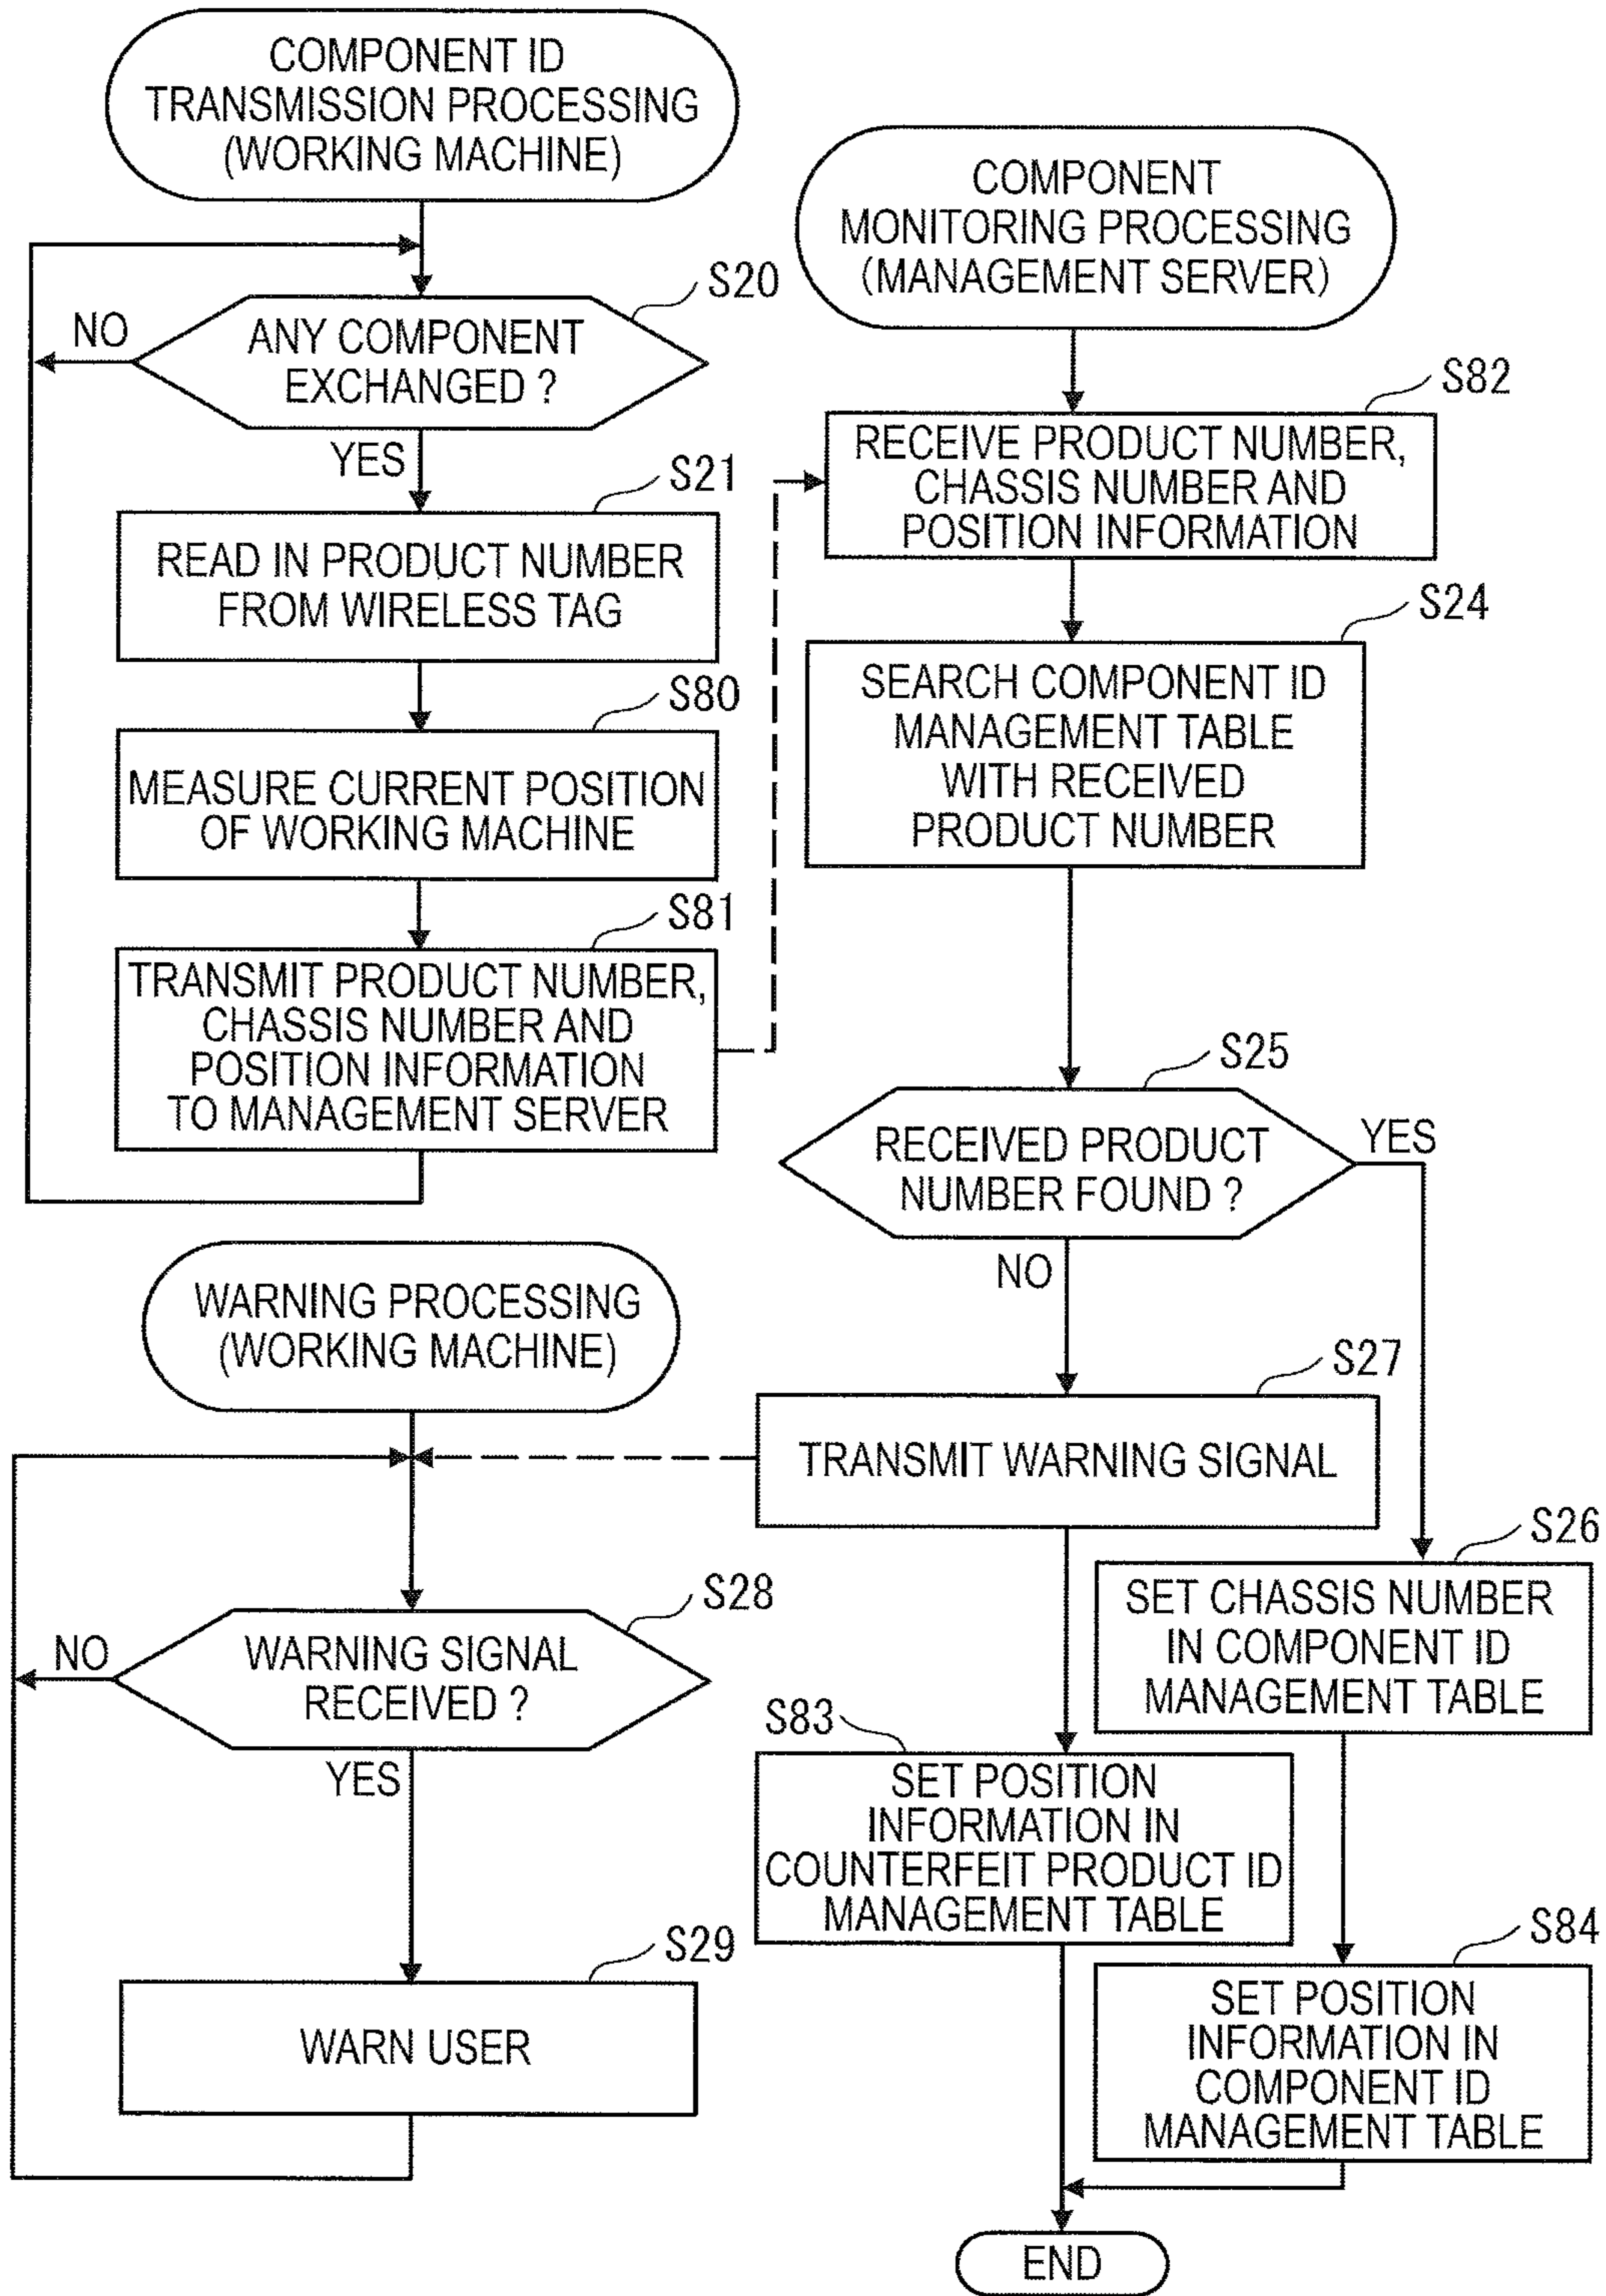 COMPONENT ID
TRANSMISSION PROCESSING
(WORKING MACHINE)
S20
ANY COMPONENT
EXCHANGED ?
NO
YES
S21
READ IN PRODUCT NUMBER
FROM WIRELESS TAG
S80
MEASURE CURRENT POSITION
OF WORKING MACHINE
S81
TRANSMIT PRODUCT NUMBER,
CHASSIS NUMBER AND
POSITION INFORMATION
TO MANAGEMENT SERVER
COMPONENT
MONITORING PROCESSING
(MANAGEMENT SERVER)
S82
RECEIVE PRODUCT NUMBER,
CHASSIS NUMBER AND
POSITION INFORMATION
S24
SEARCH COMPONENT ID
MANAGEMENT TABLE
WITH RECEIVED
PRODUCT NUMBER
S25
RECEIVED PRODUCT
NUMBER FOUND ?
YES
NO
S27
TRANSMIT WARNING SIGNAL
S26
SET CHASSIS NUMBER
IN COMPONENT ID
MANAGEMENT TABLE
S83
SET POSITION
INFORMATION IN
COUNTERFEIT PRODUCT ID
MANAGEMENT TABLE
S84
SET POSITION
INFORMATION IN
COMPONENT ID
MANAGEMENT TABLE
END
WARNING PROCESSING
(WORKING MACHINE)
S28
WARNING SIGNAL
RECEIVED ?
NO
YES
S29
WARN USER